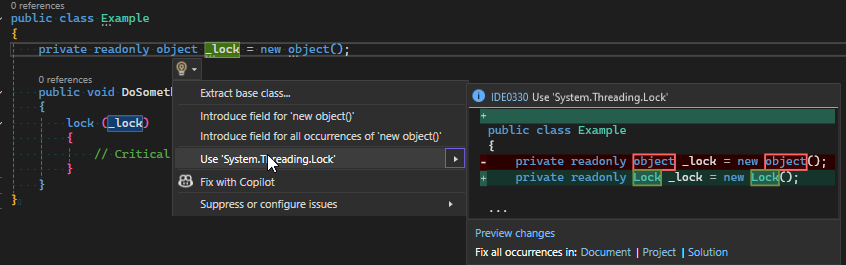 0 references
public class Example
{
private readonly object _lock = new object();
0 references
public void DoSometh
{
lock (_lock)
{
// Critical
}
}
}
Extract base class...
Introduce field for 'new object()'
Introduce field for all occurrences of 'new object()'
Use 'System.Threading.Lock'
Fix with Copilot
Suppress or configure issues
IDE0330 Use 'System.Threading.Lock'
+
public class Example
{
- private readonly object _lock = new object();
+ private readonly Lock _lock = new Lock();
...
Preview changes
Fix all occurrences in: Document | Project | Solution